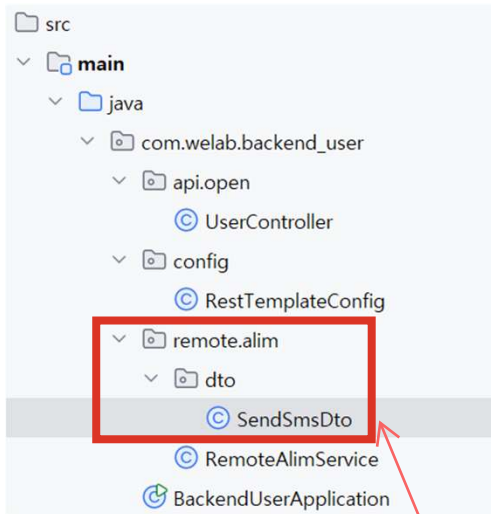 src
main
java
com.welab.backend_user
api.open
UserController
config
RestTemplateConfig
remote.alim
dto
SendSmsDto
RemoteAlimService
BackendUserApplication